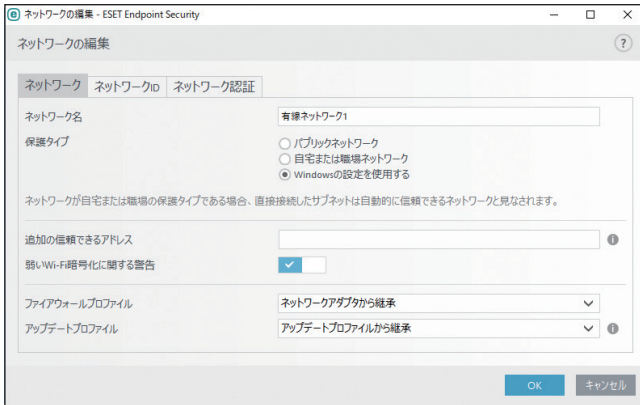 ネットワークの編集 - ESET Endpoint Security
ネットワークの編集
ネットワーク ネットワークID ネットワーク認証
ネットワーク名 有線ネットワーク1
保護タイプ パブリックネットワーク
自宅または職場ネットワーク
Windowsの設定を使用する
ネットワークが自宅または職場の保護タイプである場合、直接接続したサブネットは自動的に信頼できるネットワークと見なされます。
追加の信頼できるアドレス
弱いWi-Fi暗号化に関する警告
ファイアウォールプロファイル ネットワークアダプタから継承
アップデートプロファイル アップデートプロファイルから継承
OK キャンセル